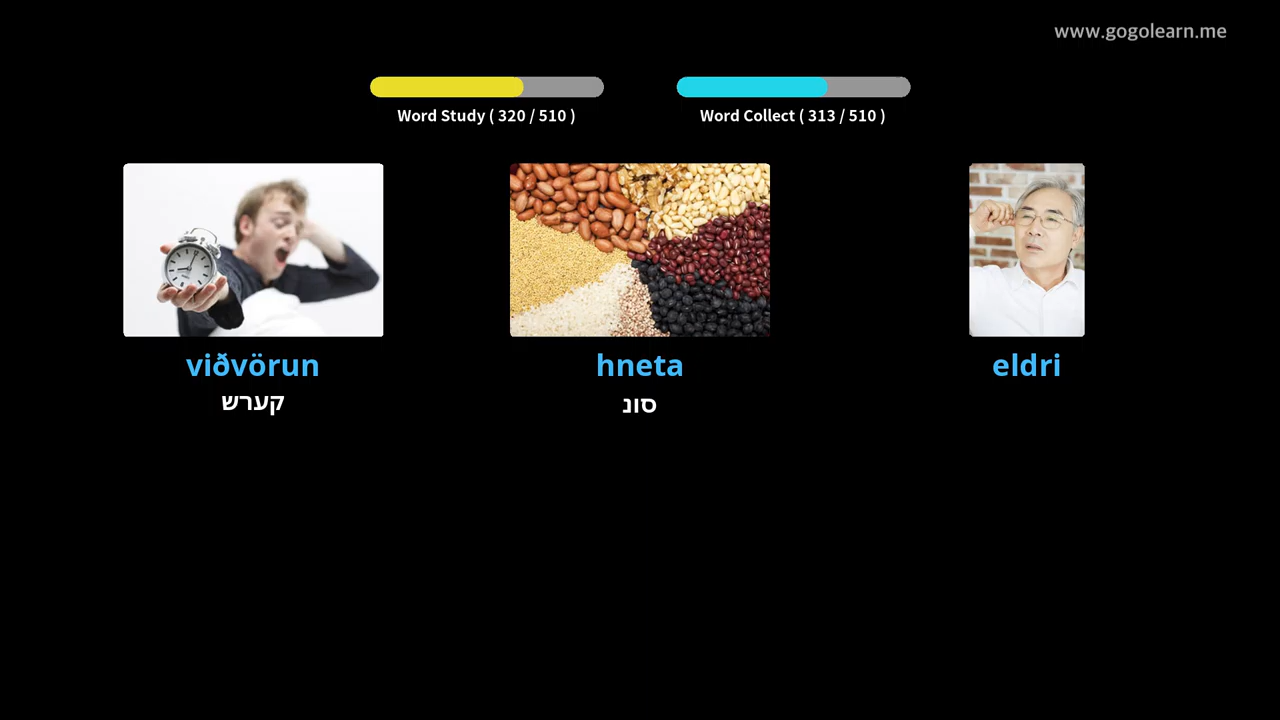 www.gogolearn.me
Word Study ( 320 / 510 )
Word Collect ( 313 / 510 )
viðvörun
קערש
hneta
סונ
eldri